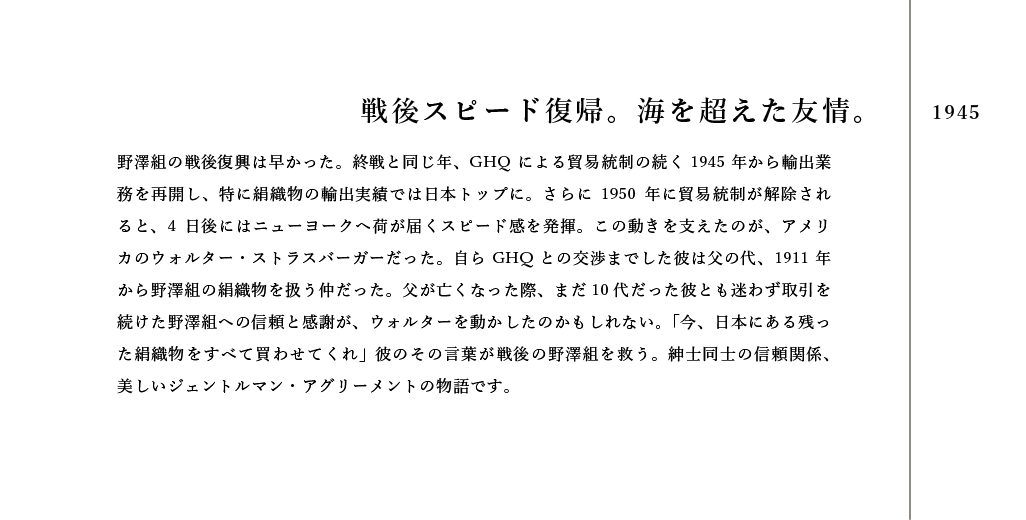 戦後スピード復帰。海を超えた友情。
1945
野澤組の戦後復興は早かった。終戦と同じ年、GHQ による貿易統制の続く 1945 年から輸出業
務を再開し、特に絹織物の輸出実績では日本トップに。さらに 1950 年に貿易統制が解除され
ると、4 日後にはニューヨークへ荷が届くスピード感を発揮。この動きを支えたのが、アメリ
カのウォルター・ストラスバーガーだった。自ら GHQ との交渉までした彼は父の代、1911 年
から野澤組の絹織物を扱う仲だった。父が亡くなった際、まだ 10 代だった彼とも迷わず取引を
続けた野澤組への信頼と感謝が、ウォルターを動かしたのかもしれない。「今、日本にある残っ
た絹織物をすべて買わせてくれ」彼のその言葉が戦後の野澤組を救う。紳士同士の信頼関係、
美しいジェントルマン・アグリーメントの物語です。